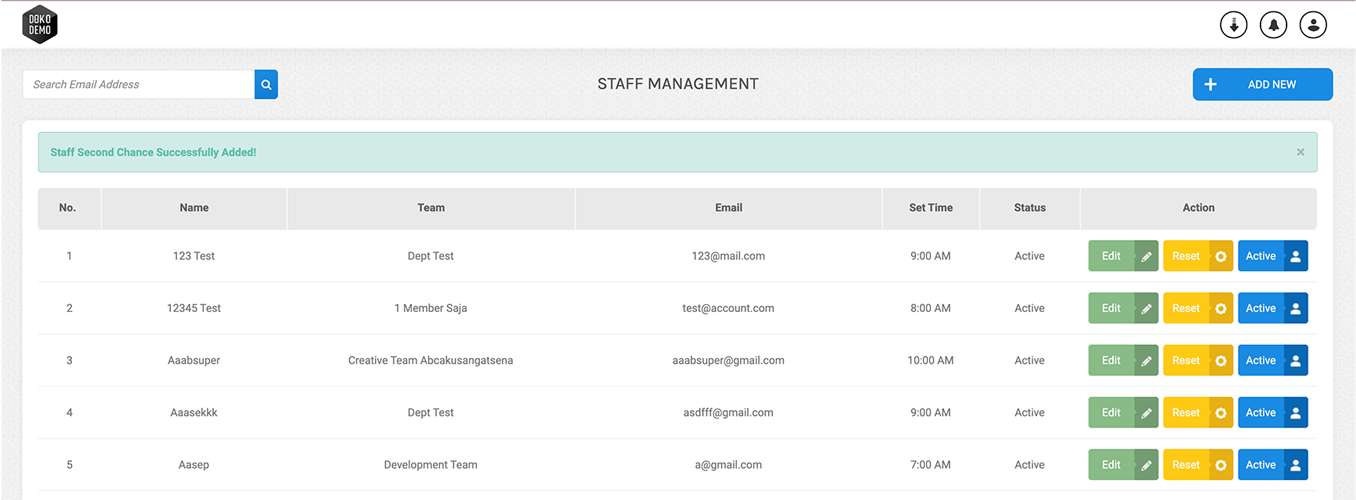 DOKO
DEMO
Search Email Address
STAFF MANAGEMENT
ADD NEW
Staff Second Chance Successfully Added!
No. Name Team Email Set Time Status Action
1 123 Test Dept Test 123@mail.com 9:00 AM Active Edit Reset Active
2 12345 Test 1 Member Saja test@account.com 8:00 AM Active Edit Reset Active
3 Aaabsuper Creative Team Abcakusangatsena aaabsuper@gmail.com 10:00 AM Active Edit Reset Active
4 Aaasekkk Dept Test asdfff@gmail.com 9:00 AM Active Edit Reset Active
5 Aasep Development Team a@gmail.com 7:00 AM Active Edit Reset Active